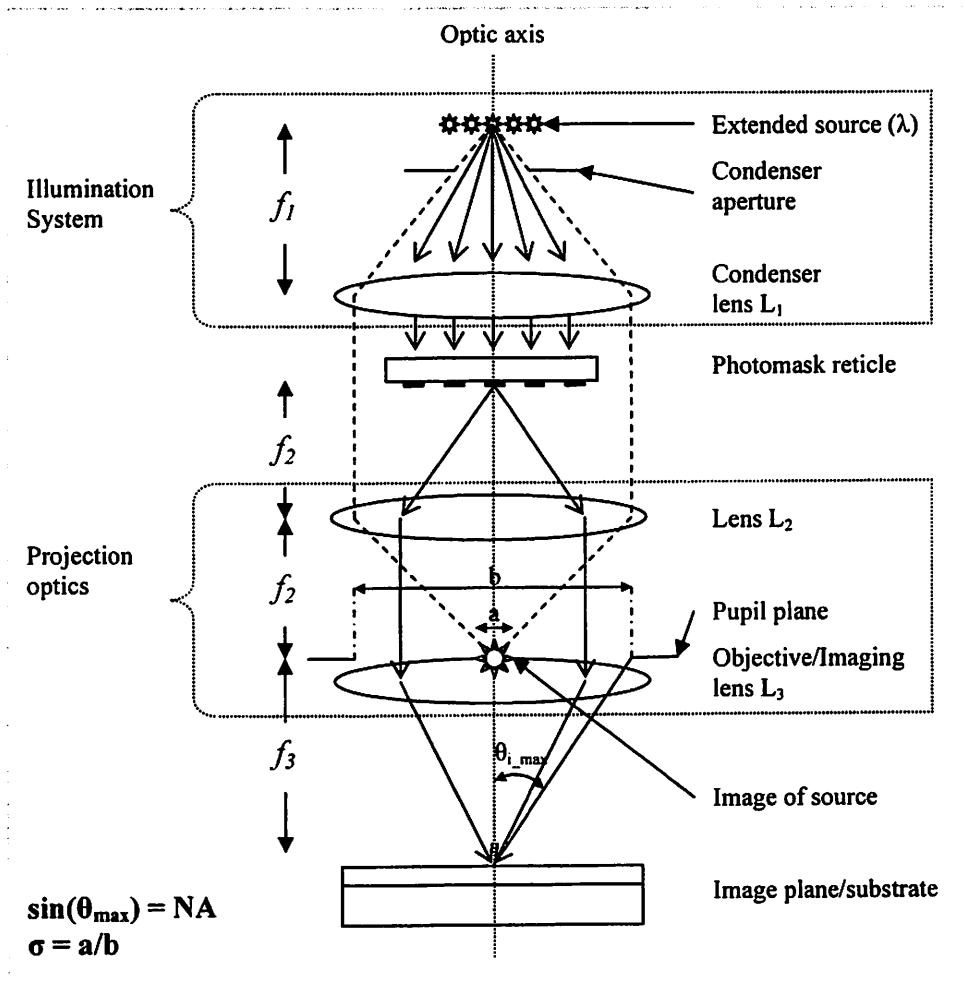 Optic axis
Extended source (λ)
Condenser
aperture
Illumination
System
f1
Condenser
lens L1
Photomask reticle
f2
Lens L2
Projection
optics
f2
b
a
Pupil plane
Objective/Imaging
lens L3
f3
θi_max
Image of source
Image plane/substrate
sin(θmax) = NA
σ = a/b